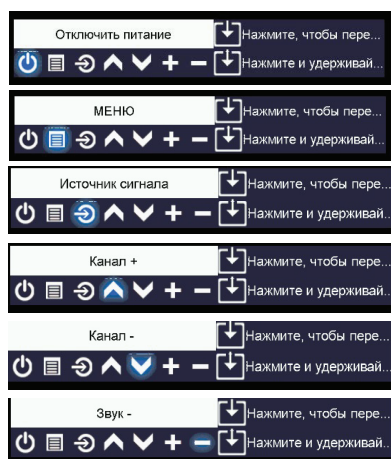 Отключить питание Нажмите, чтобы пере...
Нажмите и удерживай...
МЕНЮ Нажмите, чтобы пере...
Нажмите и удерживай...
Источник сигнала Нажмите, чтобы пере...
Нажмите и удерживай..
Канал + Нажмите, чтобы пере...
Нажмите и удерживай..
Канал - Нажмите, чтобы пере...
Нажмите и удерживай..
Звук - Нажмите, чтобы пере...
Нажмите и удерживай..